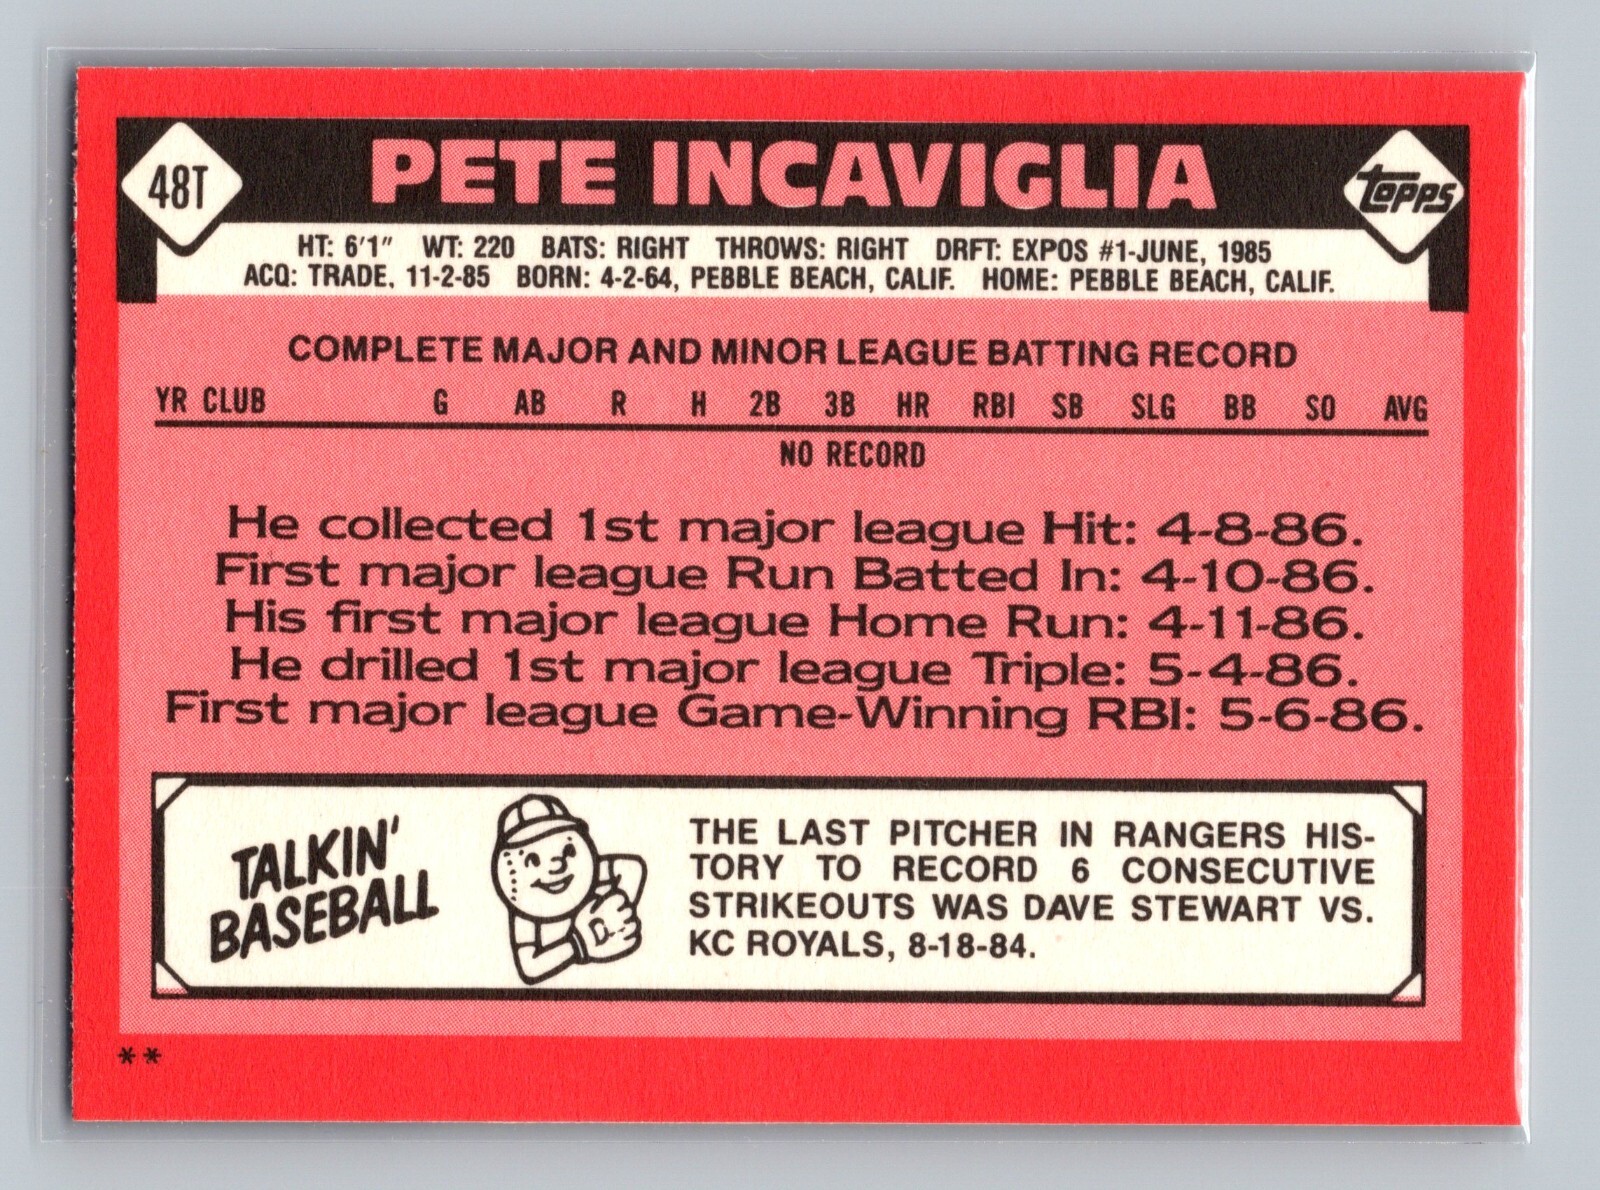 48T
PETE INCAVIGLIA
TOPPS
HT: 6'1" WT: 220 BATS: RIGHT THROWS: RIGHT DRFT: EXPOS #1-JUNE, 1985
ACQ: TRADE, 11-2-85 BORN: 4-2-64, PEBBLE BEACH, CALIF. HOME: PEBBLE BEACH, CALIF.
COMPLETE MAJOR AND MINOR LEAGUE BATTING RECORD
YR CLUB G AB R H 2B 3B HR RBI SB SLG BB SO AVG
NO RECORD
He collected 1st major league Hit: 4-8-86.
First major league Run Batted In: 4-10-86.
His first major league Home Run: 4-11-86.
He drilled 1st major league Triple: 5-4-86.
First major league Game-Winning RBI: 5-6-86.
TALKIN'
BASEBALL
THE LAST PITCHER IN RANGERS HIS-
TORY TO RECORD 6 CONSECUTIVE
STRIKEOUTS WAS DAVE STEWART VS.
KC ROYALS, 8-18-84.
**